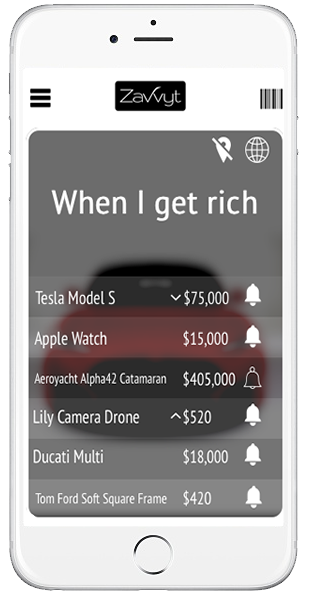 Zavvyt
When I get rich
Tesla Model S $75,000
Apple Watch $15,000
Aeroyacht Alpha42 Catamaran $405,000
Lily Camera Drone $520
Ducati Multi $18,000
Tom Ford Soft Square Frame $420